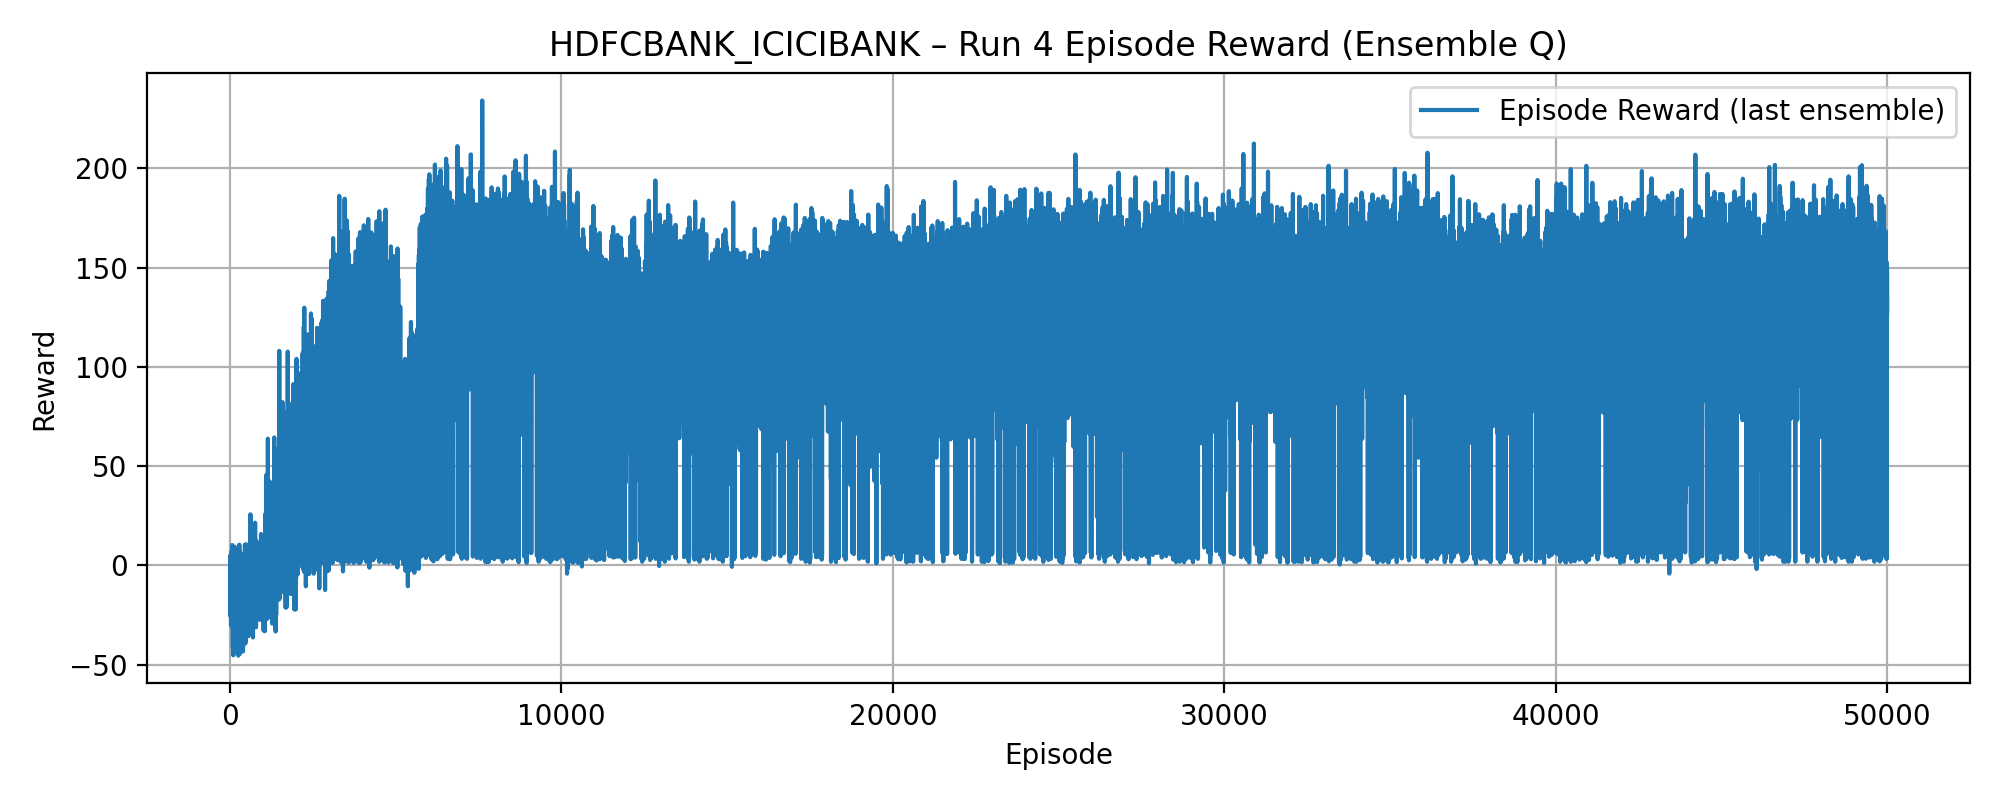 HDFCBANK_ICICIBANK – Run 4 Episode Reward (Ensemble Q)
Episode Reward (last ensemble)
200
150
100
50
0
−50
Reward
0 10000 20000 30000 40000 50000
Episode